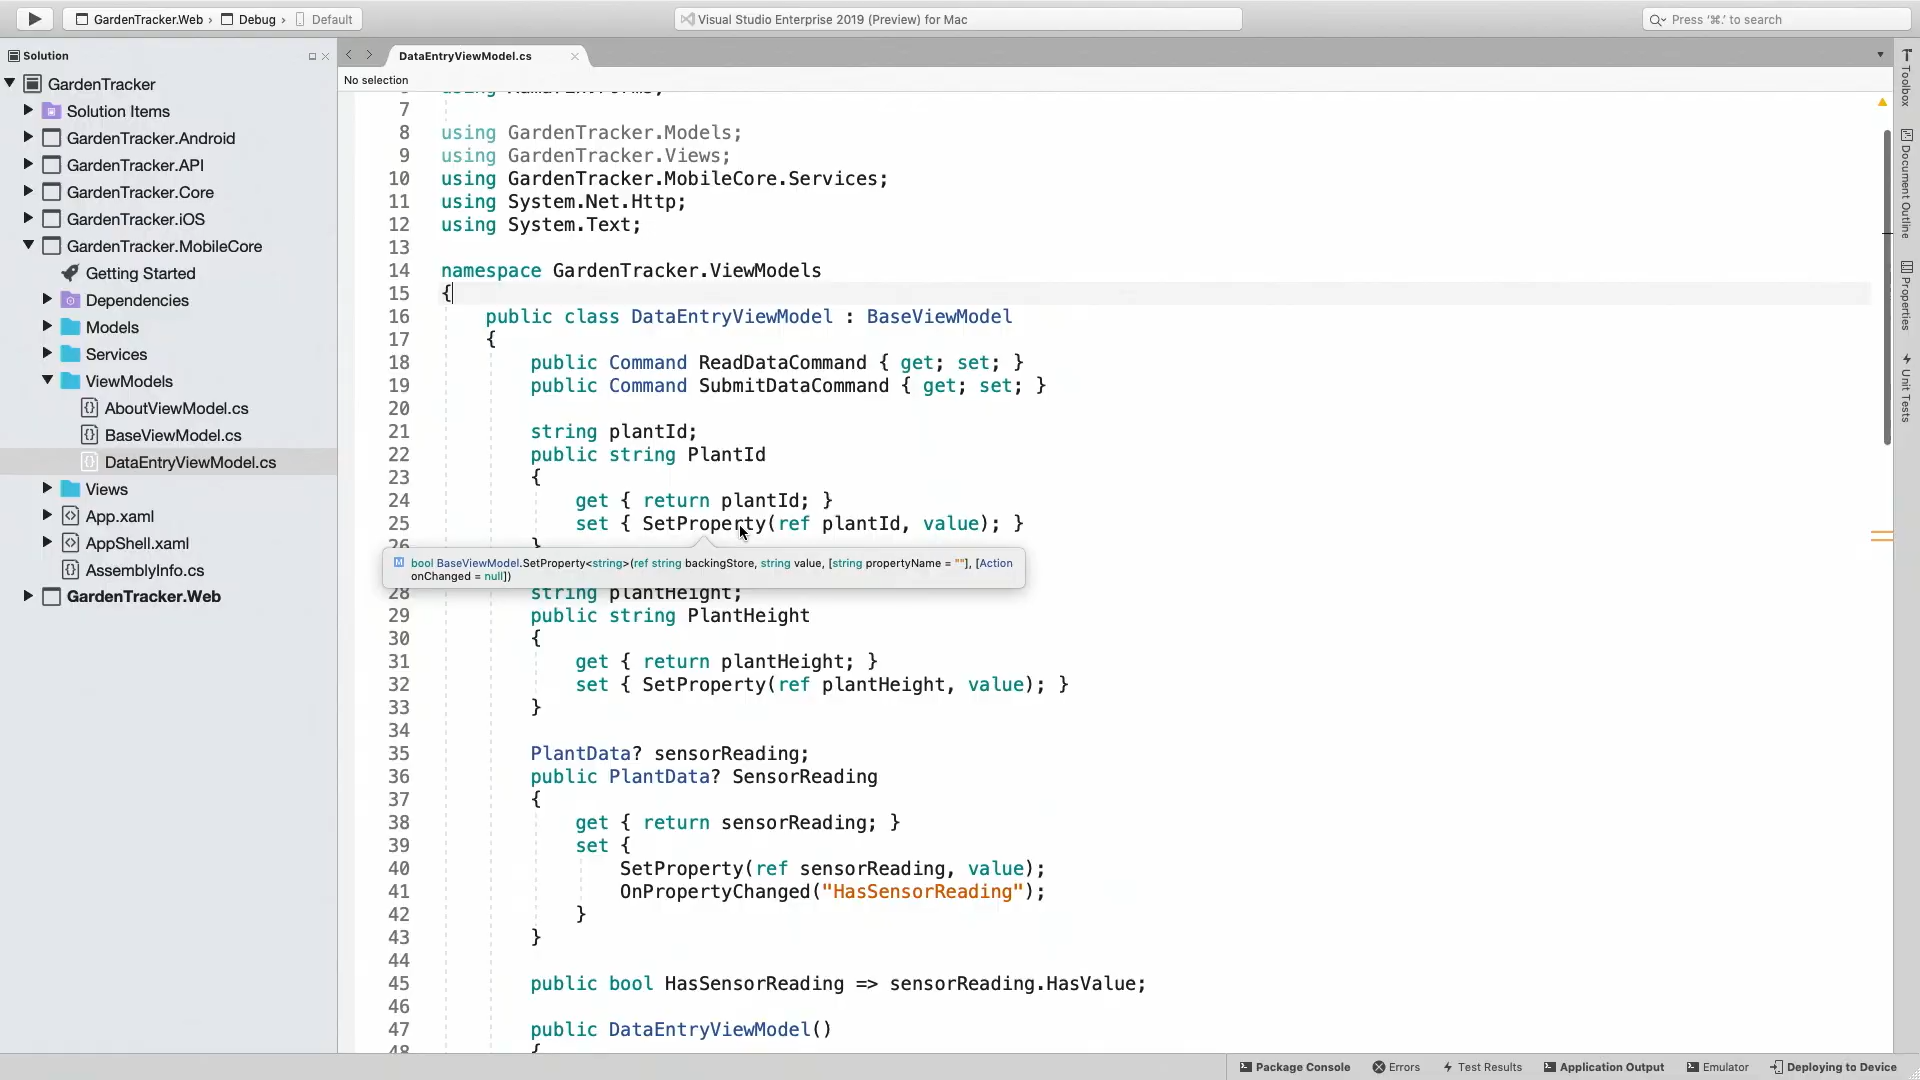 GardenTracker.Web › Debug › Default
Visual Studio Enterprise 2019 (Preview) for Mac
Press '⌘.' to search
Solution
GardenTracker
Solution Items
GardenTracker.Android
GardenTracker.API
GardenTracker.Core
GardenTracker.iOS
GardenTracker.MobileCore
Getting Started
Dependencies
Models
Services
ViewModels
AboutViewModel.cs
BaseViewModel.cs
DataEntryViewModel.cs
Views
App.xaml
AppShell.xaml
AssemblyInfo.cs
GardenTracker.Web
DataEntryViewModel.cs
No selection
7
8 using GardenTracker.Models;
9 using GardenTracker.Views;
10 using GardenTracker.MobileCore.Services;
11 using System.Net.Http;
12 using System.Text;
13
14 namespace GardenTracker.ViewModels
15 {
16 public class DataEntryViewModel : BaseViewModel
17 {
18 public Command ReadDataCommand { get; set; }
19 public Command SubmitDataCommand { get; set; }
20
21 string plantId;
22 public string PlantId
23 {
24 get { return plantId; }
25 set { SetProperty(ref plantId, value); }
26 }
bool BaseViewModel.SetProperty<string>(ref string backingStore, string value, [string propertyName = ""], [Action
onChanged = null])
28 string plantHeight;
29 public string PlantHeight
30 {
31 get { return plantHeight; }
32 set { SetProperty(ref plantHeight, value); }
33 }
34
35 PlantData? sensorReading;
36 public PlantData? SensorReading
37 {
38 get { return sensorReading; }
39 set {
40 SetProperty(ref sensorReading, value);
41 OnPropertyChanged("HasSensorReading");
42 }
43 }
44
45 public bool HasSensorReading => sensorReading.HasValue;
46
47 public DataEntryViewModel()
48 {
Toolbox
Document Outline
Properties
Unit Tests
Package Console
Errors
Test Results
Application Output
Emulator
Deploying to Device